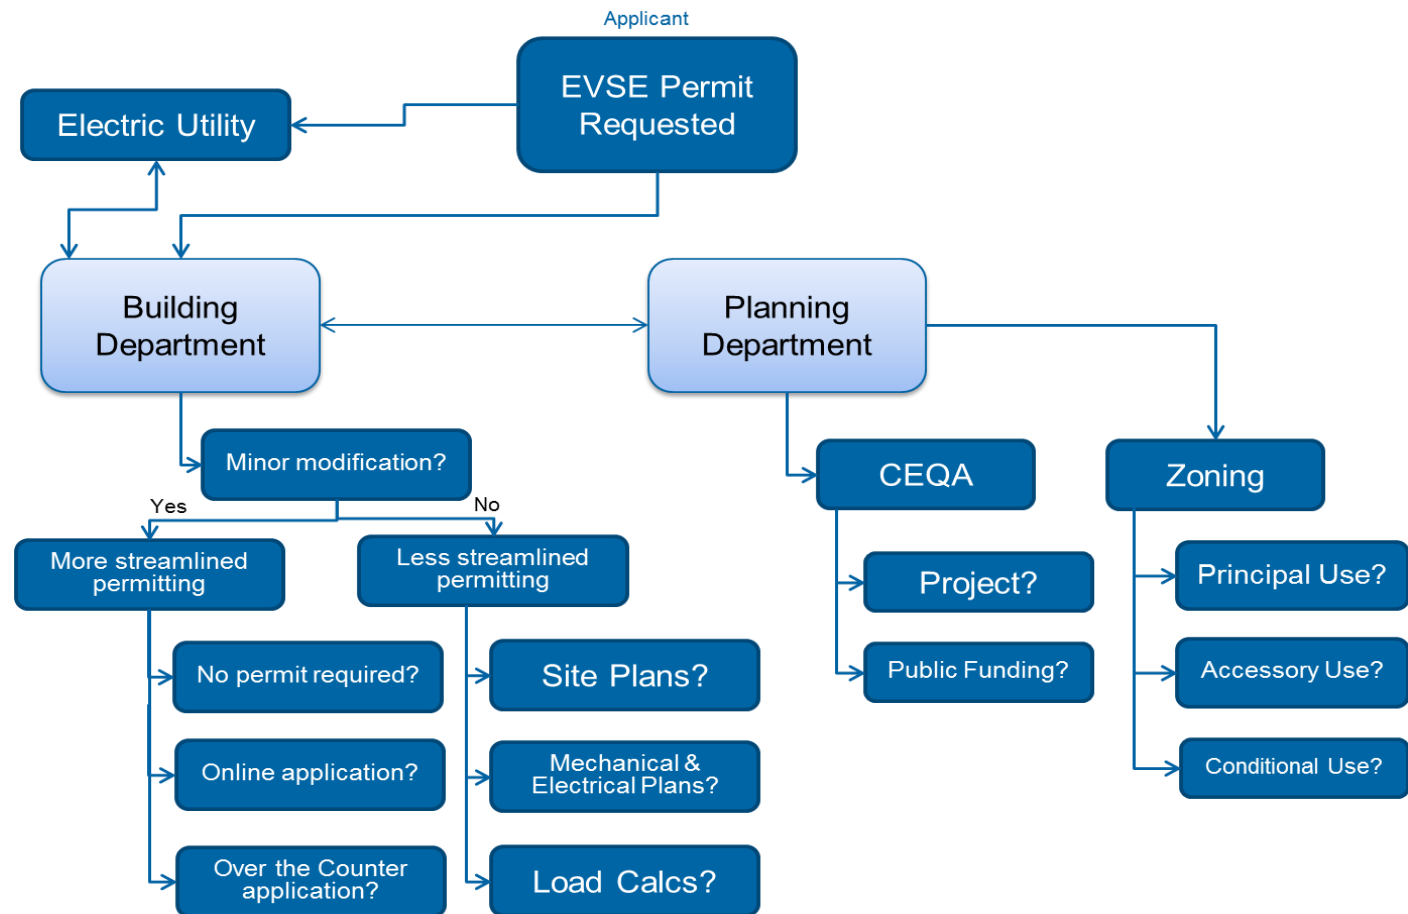 Applicant
EVSE Permit
Requested
Electric Utility
Building
Department
Planning
Department
Minor modification?
CEQA
Zoning
Yes
No
More streamlined
permitting
Less streamlined
permitting
Project?
Principal Use?
No permit required?
Site Plans?
Public Funding?
Accessory Use?
Online application?
Mechanical &
Electrical Plans?
Conditional Use?
Over the Counter
application?
Load Calcs?